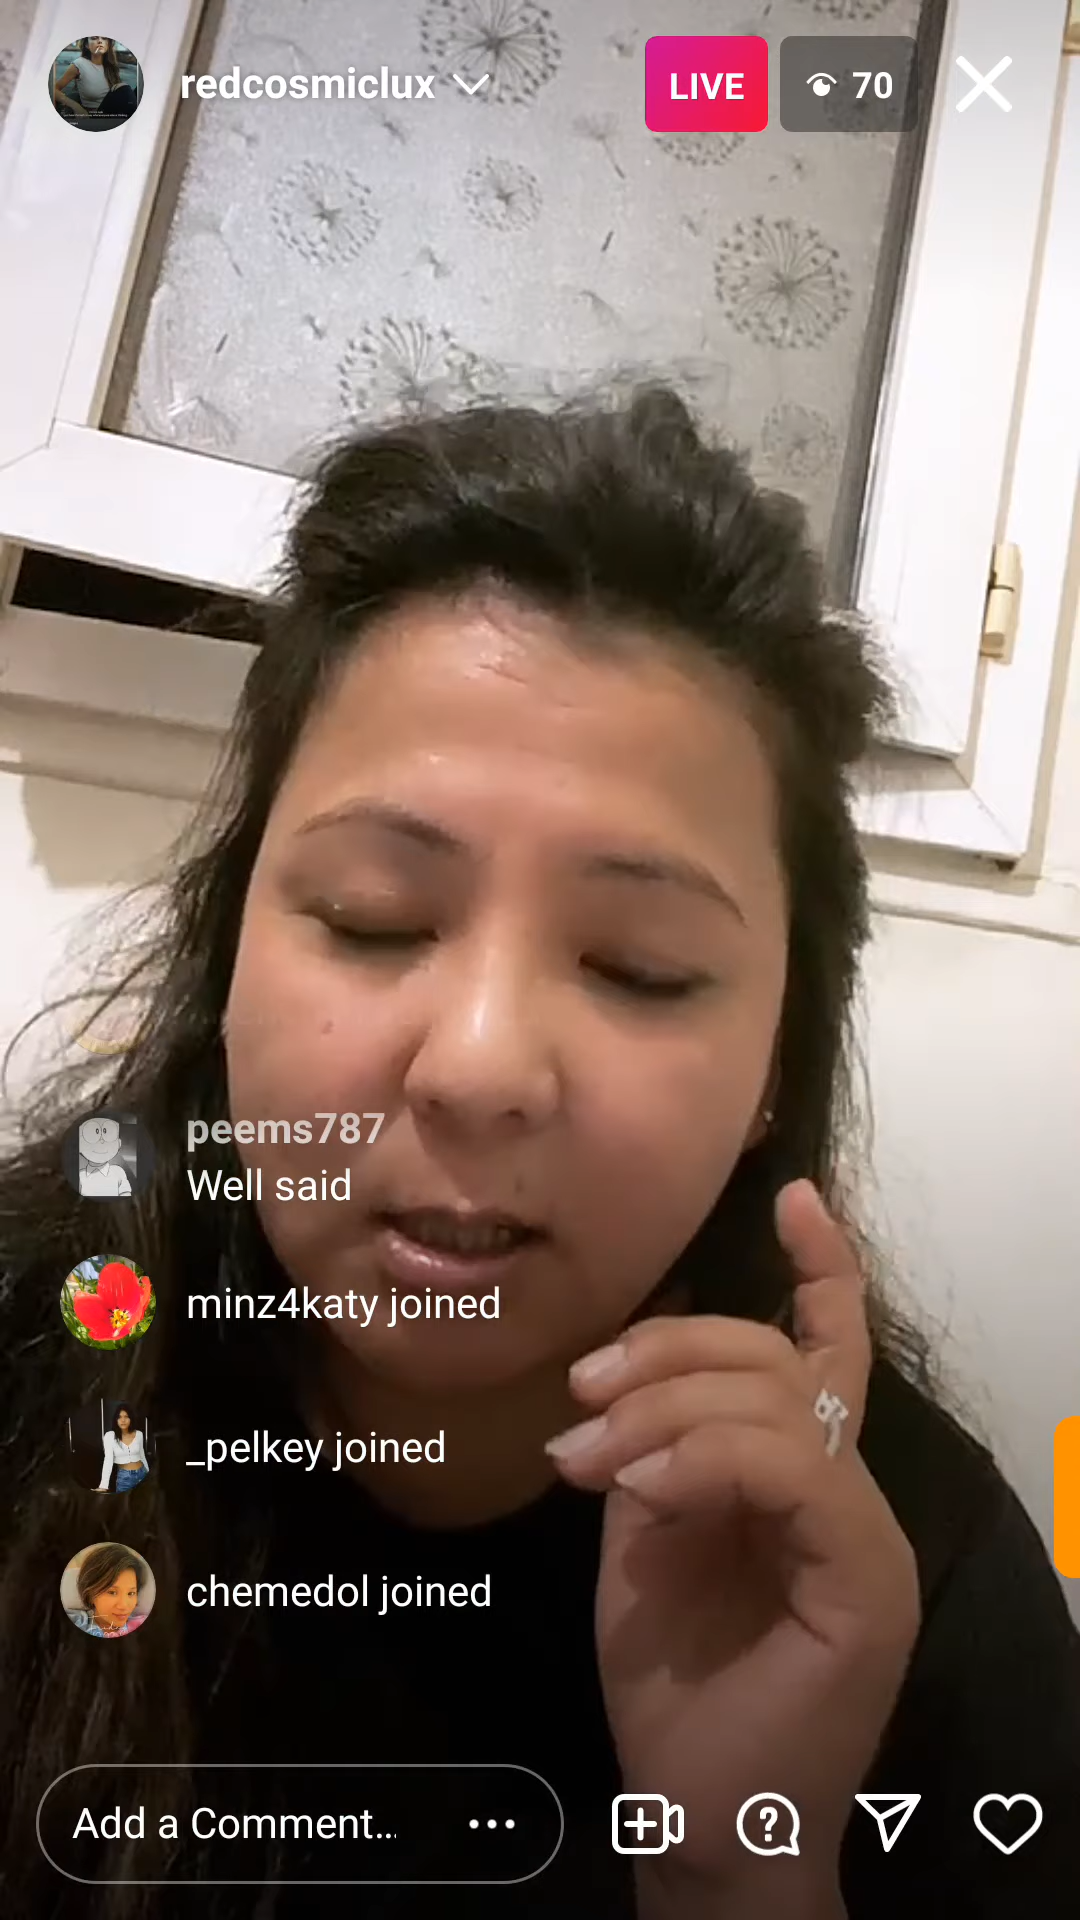 redcosmiclux
LIVE
70
peems787
Well said
minz4katy joined
_pelkey joined
chemedol joined
Add a Comment...